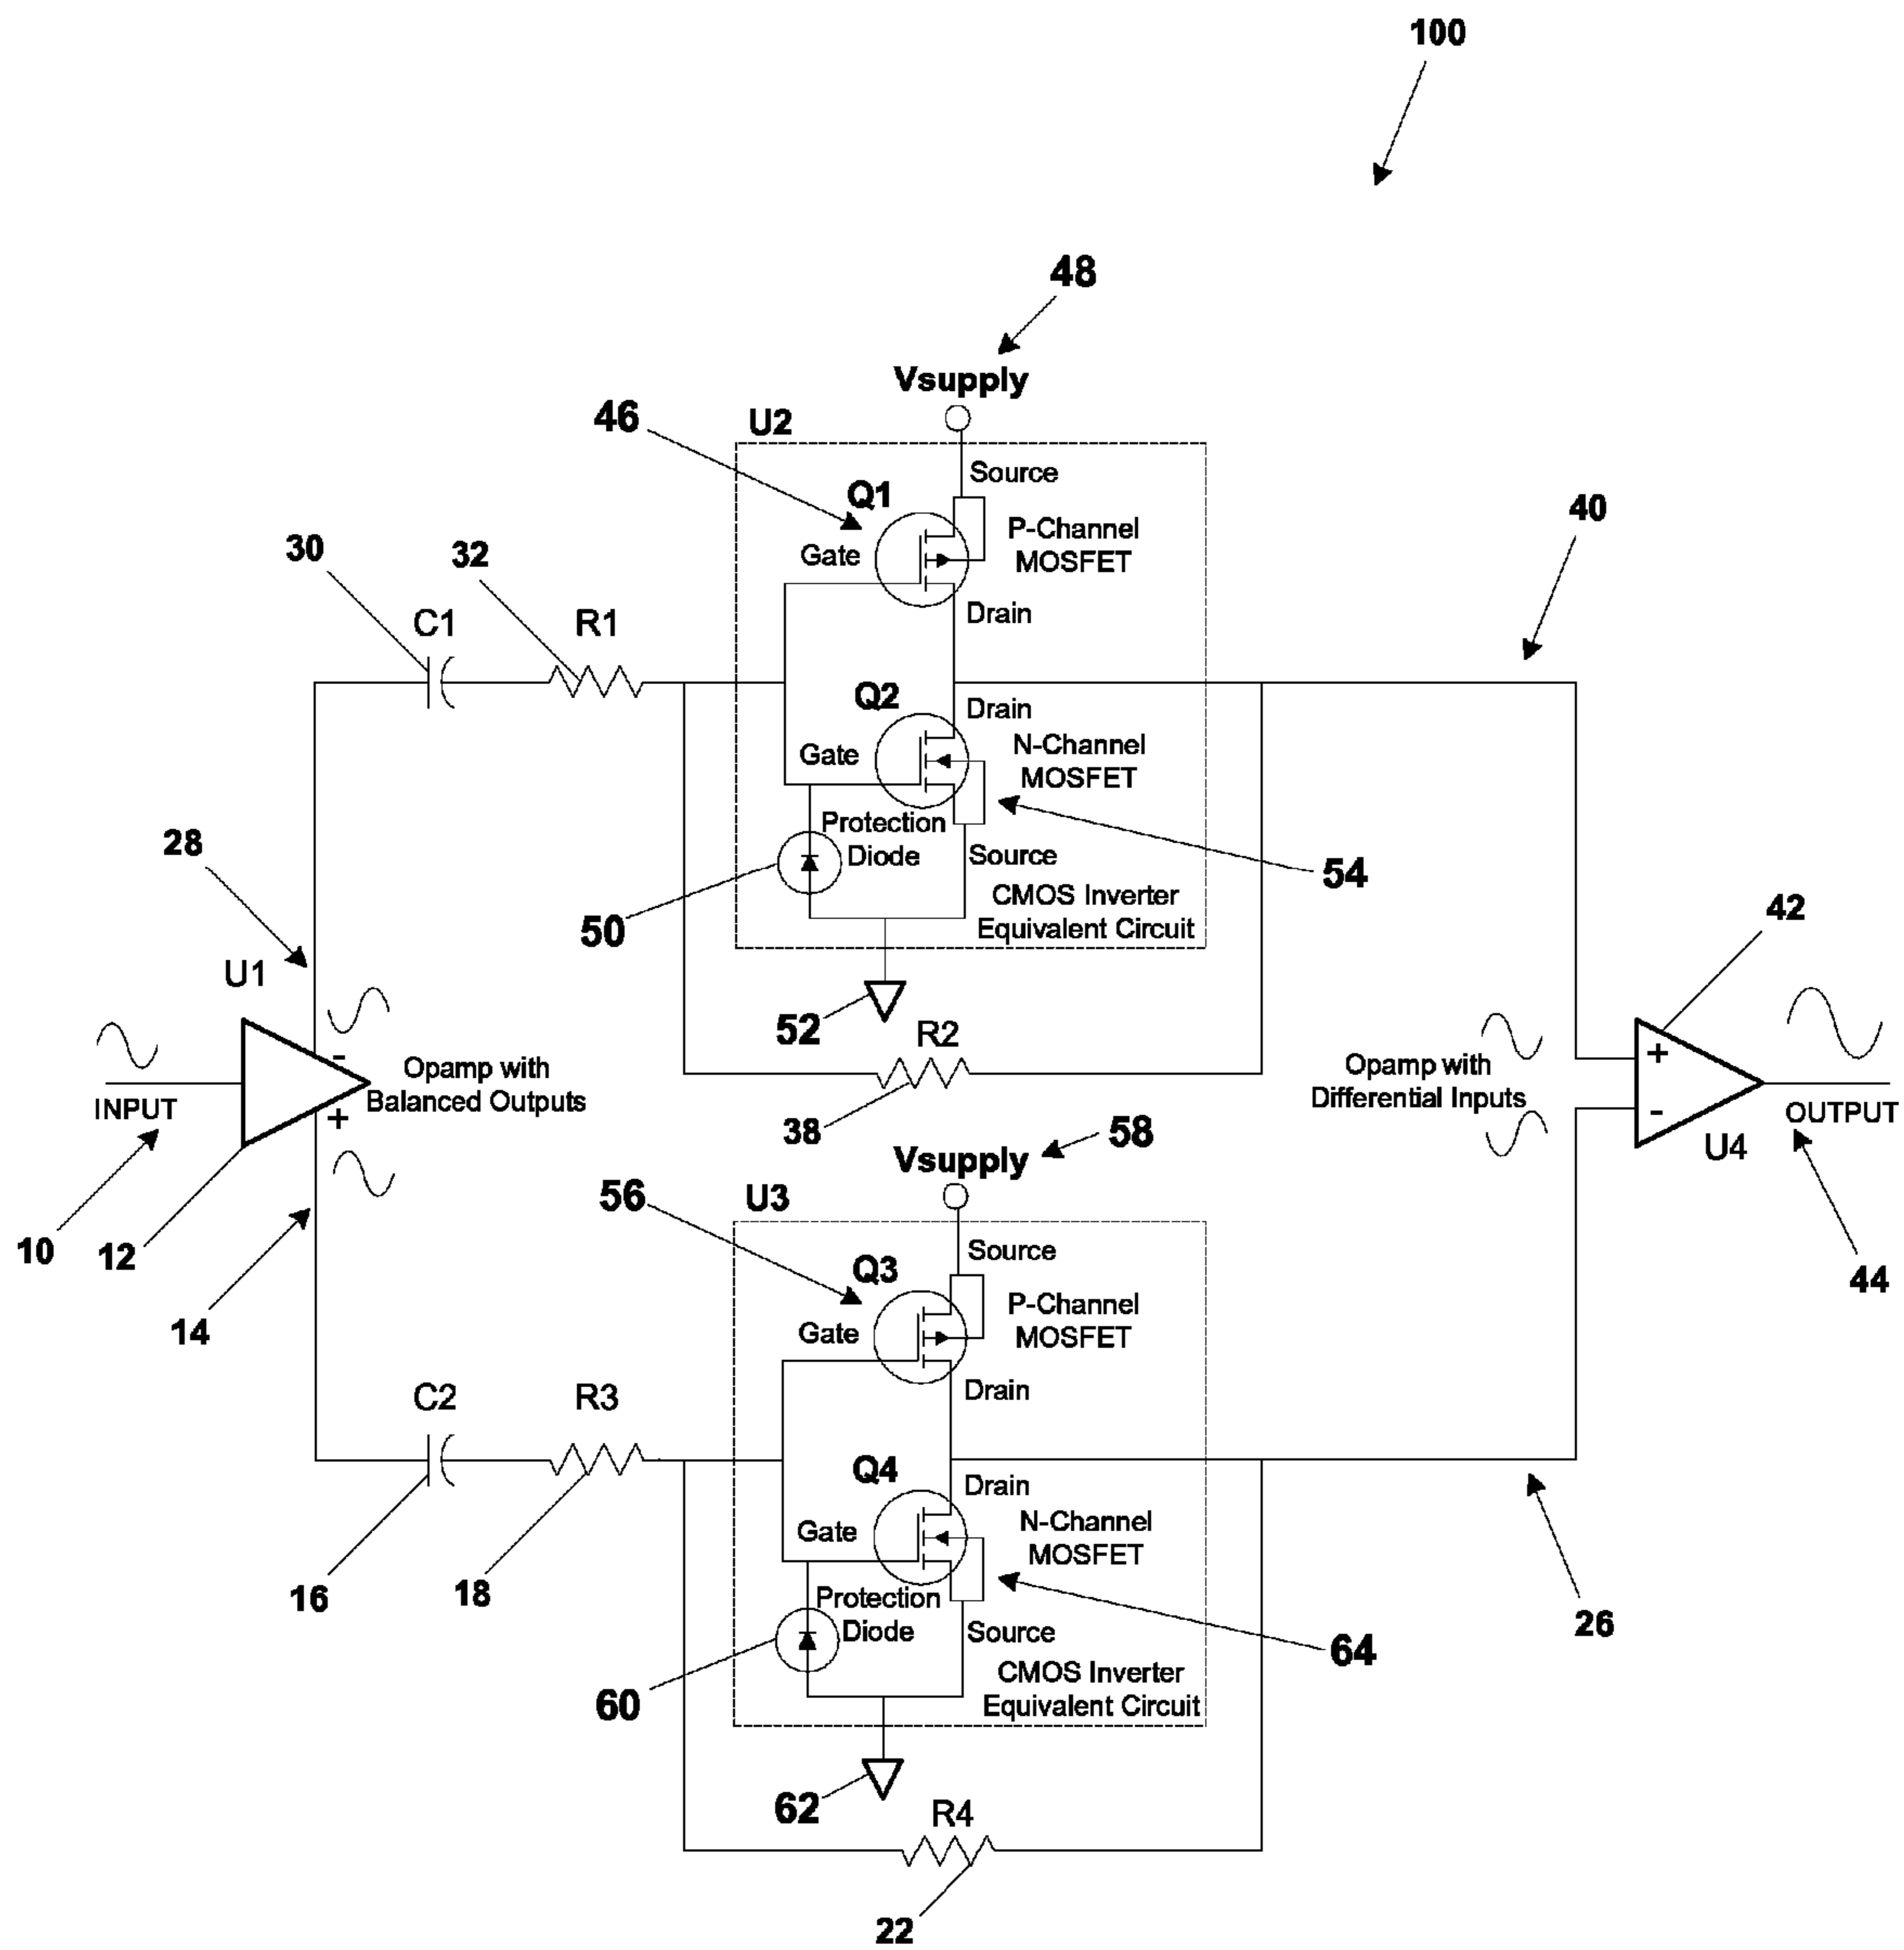 100
48
Vsupply
46
U2
Source
Q1
P-Channel
MOSFET
Gate
40
30
32
C1
R1
Drain
Q2
Drain
N-Channel
MOSFET
Gate
Protection
Diode
Source
28
54
CMOS Inverter
Equivalent Circuit
50
42
U1
52
R2
-
Opamp with
Balanced Outputs
INPUT
+
Opamp with
Differential Inputs
+
-
OUTPUT
U4
38
58
Vsupply
56
U3
10
12
Source
Q3
44
14
P-Channel
MOSFET
Gate
Drain
C2
R3
Q4
Drain
N-Channel
MOSFET
Gate
16
18
Protection
Diode
Source
26
64
CMOS Inverter
Equivalent Circuit
60
62
R4
22